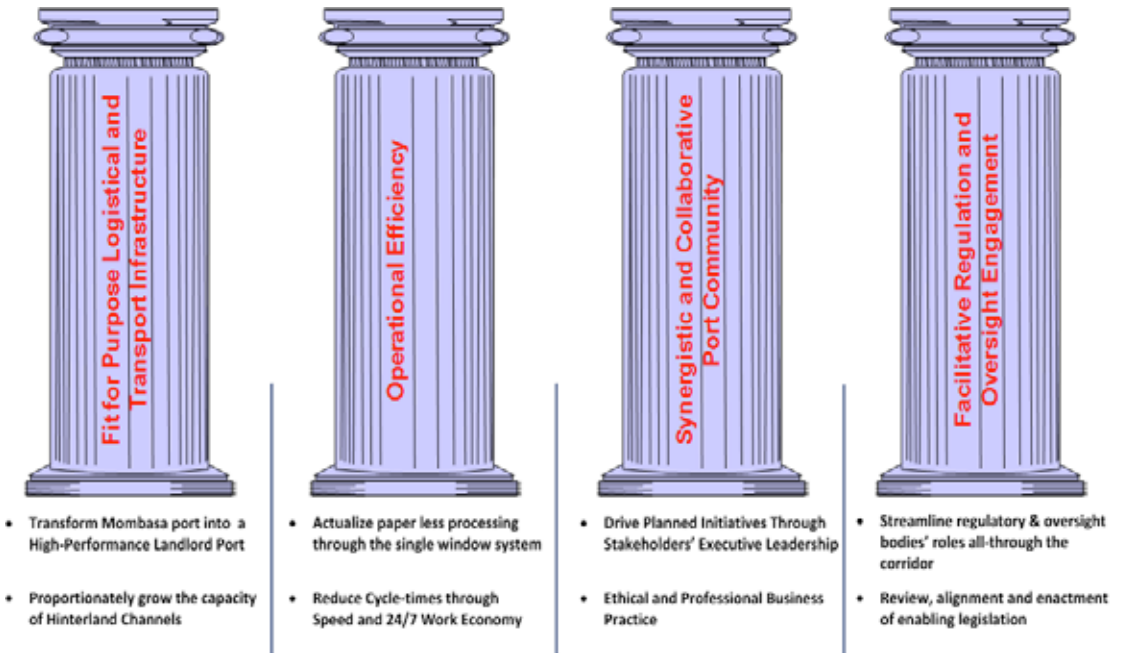 Fit for Purpose Logistical and
Transport Infrastructure
Operational Efficiency
Synergistic and Collaborative
Port Community
Facilitative Regulation and
Oversight Engagement
• Transform Mombasa port into a
High-Performance Landlord Port
• Proportionately grow the capacity
of Hinterland Channels
• Actualize paper less processing
through the single window system
• Reduce Cycle-times through
Speed and 24/7 Work Economy
• Drive Planned Initiatives Through
Stakeholders' Executive Leadership
• Ethical and Professional Business
Practice
• Streamline regulatory & oversight
bodies' roles all-through the
corridor
• Review, alignment and enactment
of enabling legislation